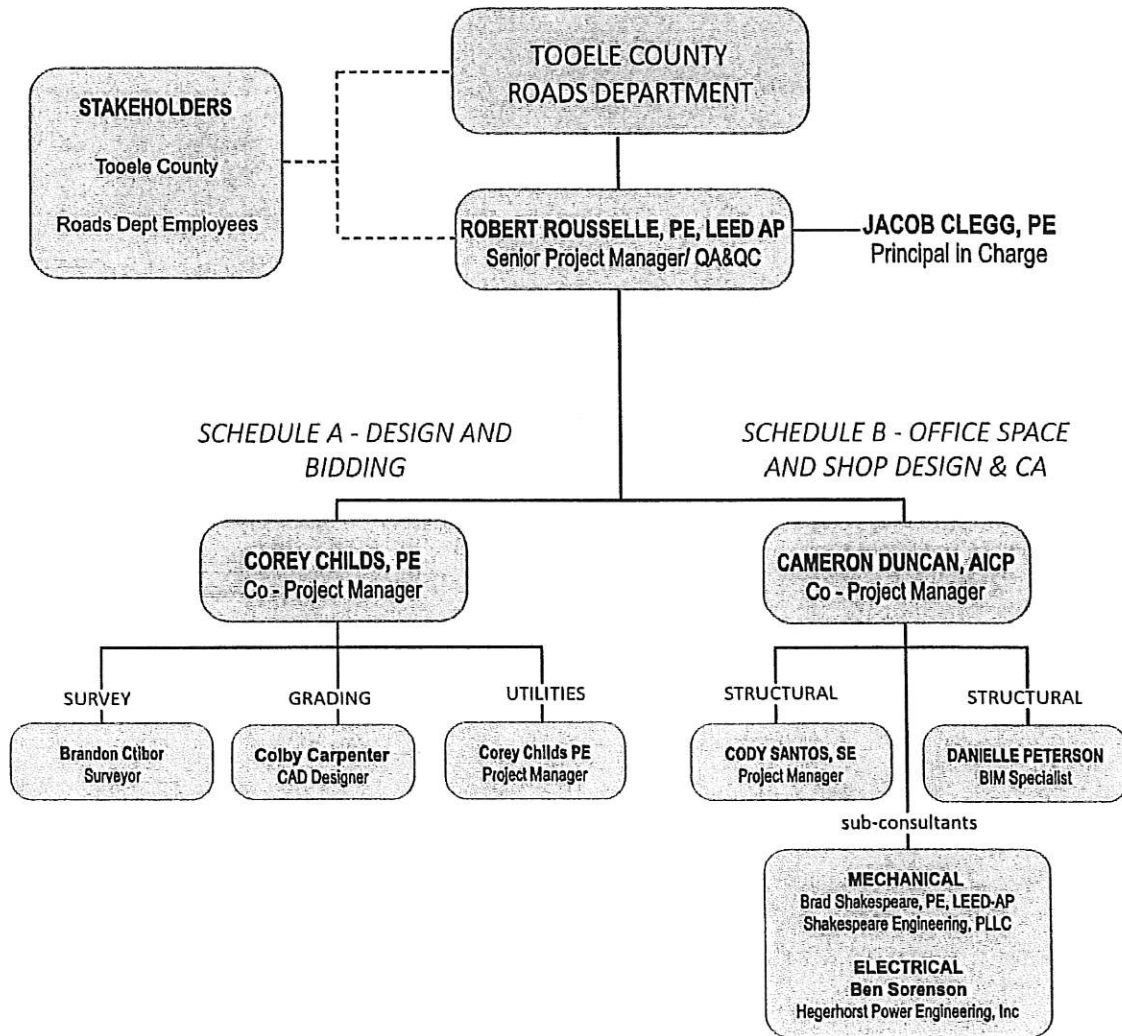 TOOELE COUNTY
ROADS DEPARTMENT
STAKEHOLDERS
Tooele County
Roads Dept Employees
ROBERT ROUSSELLE, PE, LEED AP
Senior Project Manager/ QA&QC
JACOB CLEGG, PE
Principal in Charge
SCHEDULE A - DESIGN AND
BIDDING
SCHEDULE B - OFFICE SPACE
AND SHOP DESIGN & CA
COREY CHILDS, PE
Co - Project Manager
CAMERON DUNCAN, AICP
Co - Project Manager
SURVEY
Brandon Ctibor
Surveyor
GRADING
Colby Carpenter
CAD Designer
UTILITIES
Corey Childs PE
Project Manager
STRUCTURAL
CODY SANTOS, SE
Project Manager
STRUCTURAL
DANIELLE PETERSON
BIM Specialist
sub-consultants
MECHANICAL
Brad Shakespeare, PE, LEED-AP
Shakespeare Engineering, PLLC
ELECTRICAL
Ben Sorenson
Hegerhorst Power Engineering, Inc